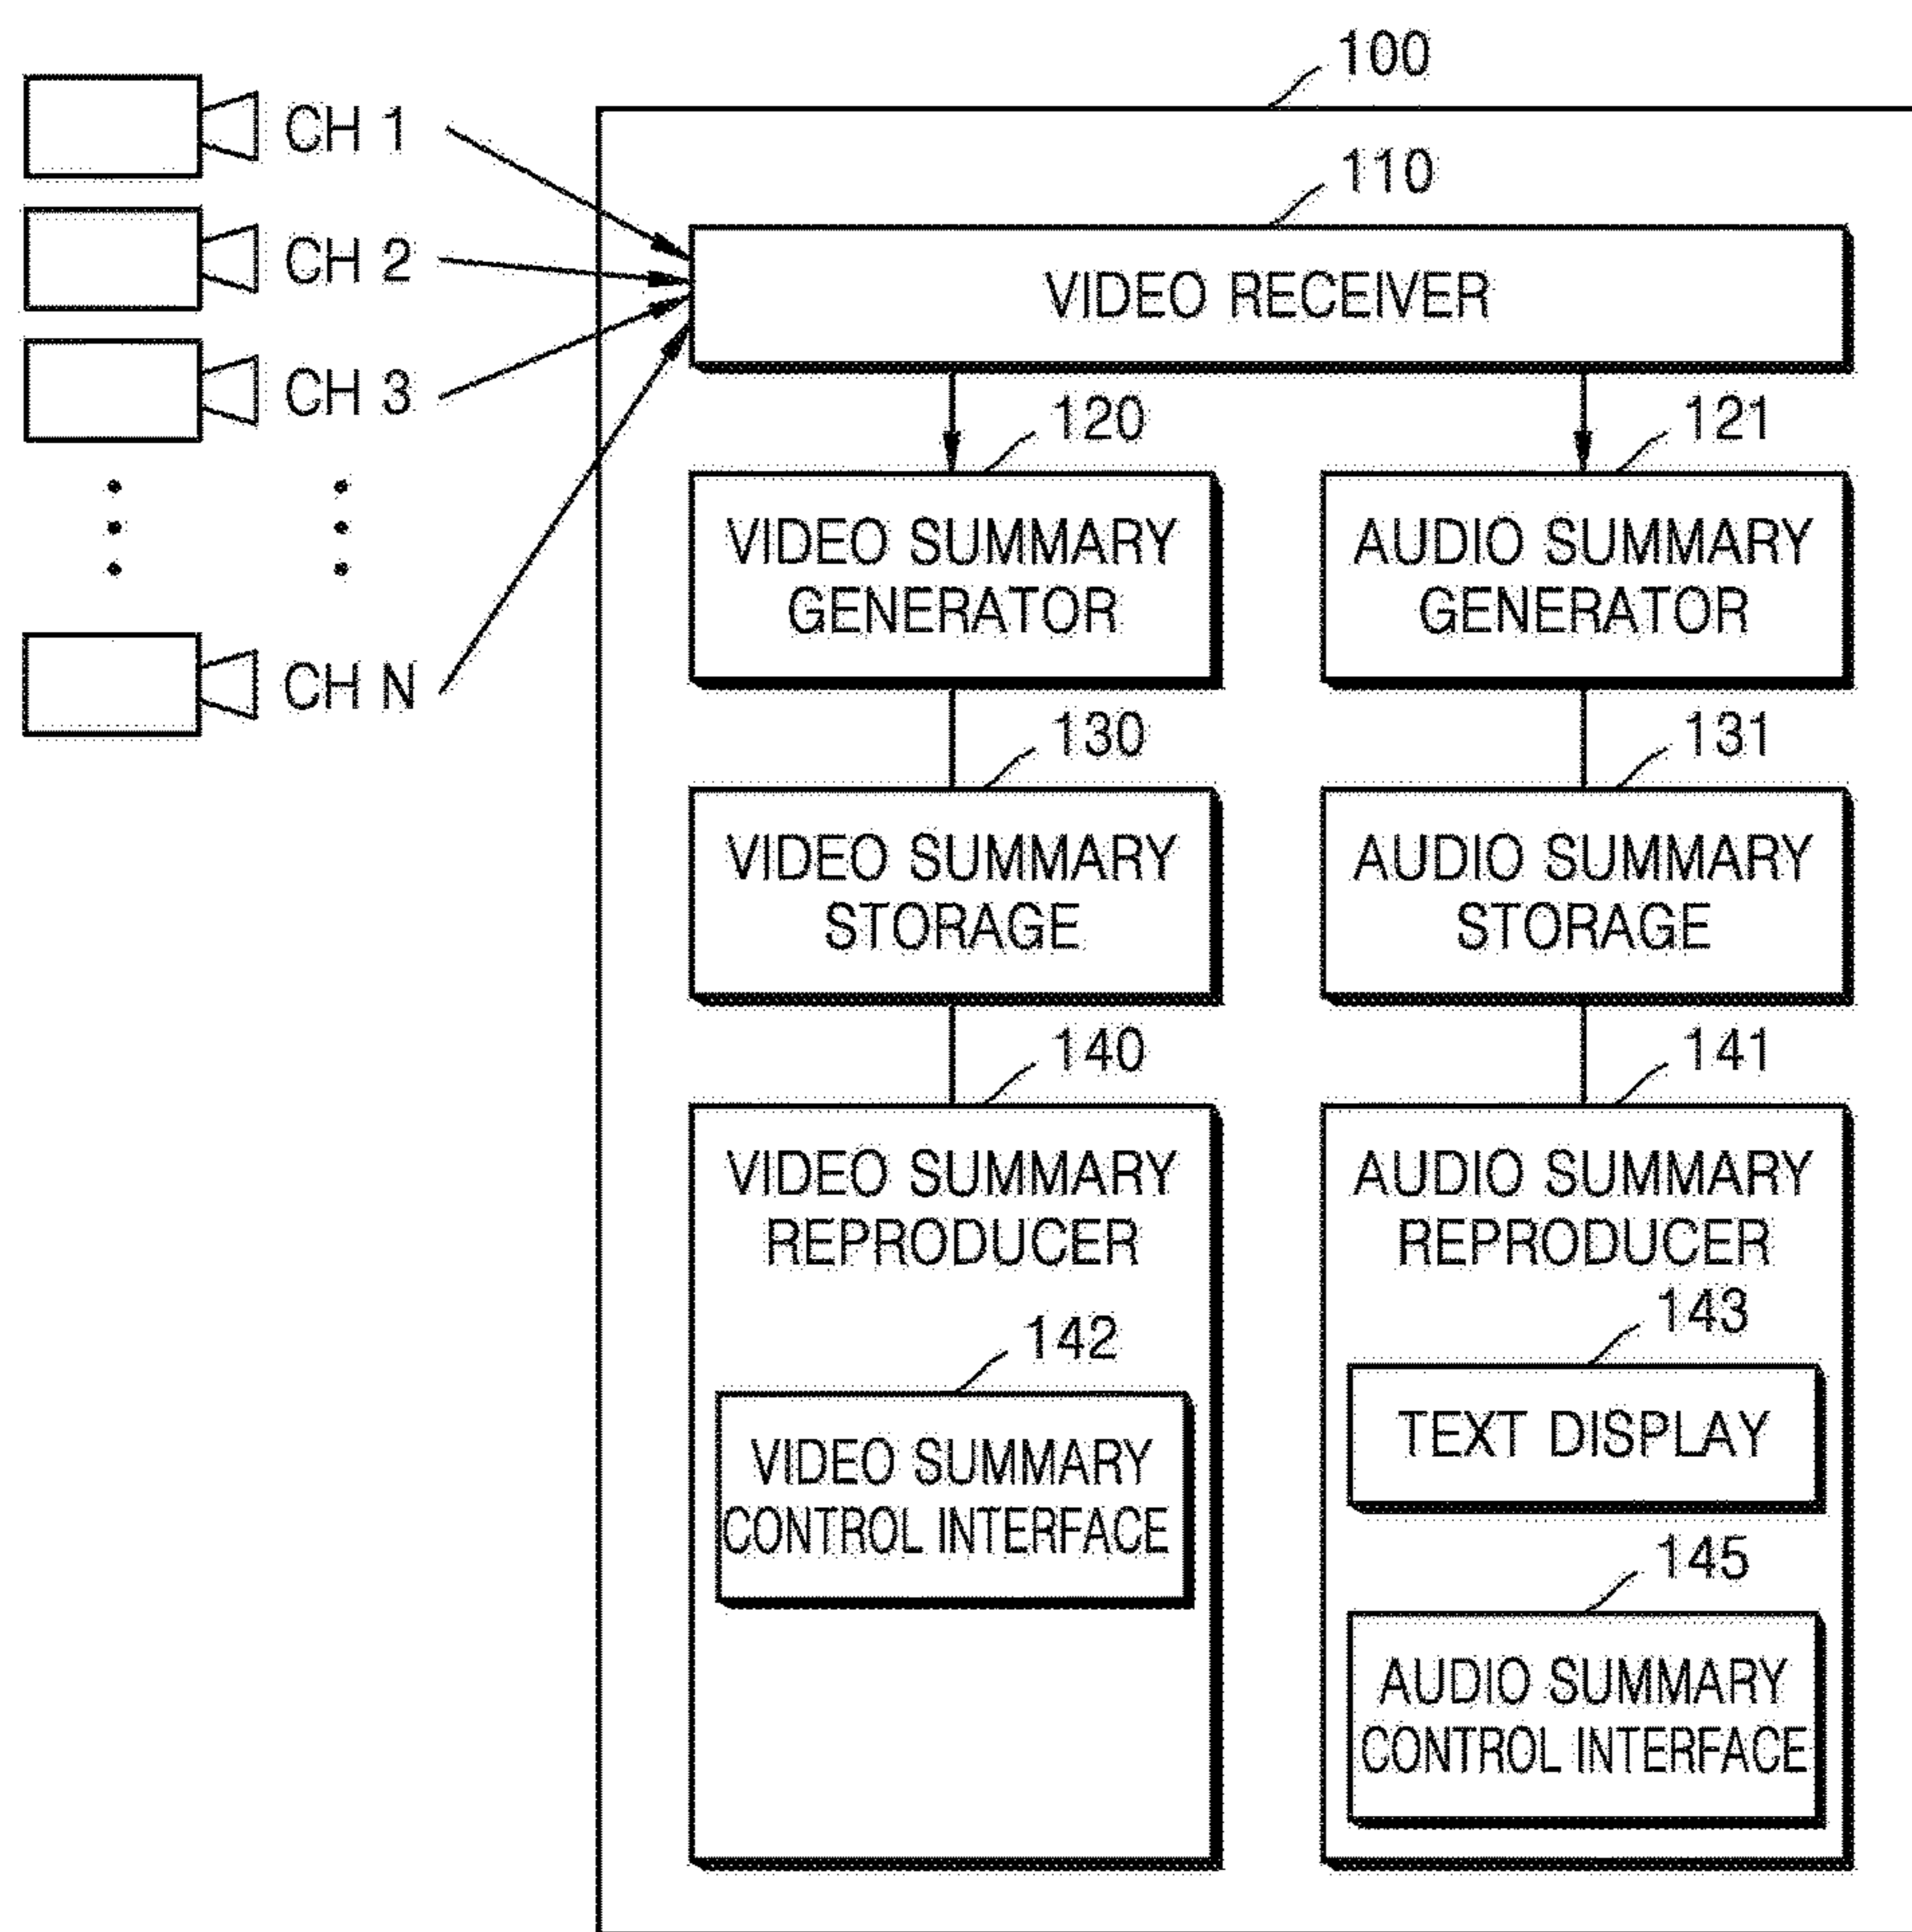 100
CH 1
110
CH 2
VIDEO RECEIVER
CH 3
120
121
VIDEO SUMMARY
GENERATOR
AUDIO SUMMARY
GENERATOR
CH N
130
131
VIDEO SUMMARY
STORAGE
AUDIO SUMMARY
STORAGE
140
141
VIDEO SUMMARY
REPRODUCER
AUDIO SUMMARY
REPRODUCER
142
143
VIDEO SUMMARY
CONTROL INTERFACE
TEXT DISPLAY
145
AUDIO SUMMARY
CONTROL INTERFACE